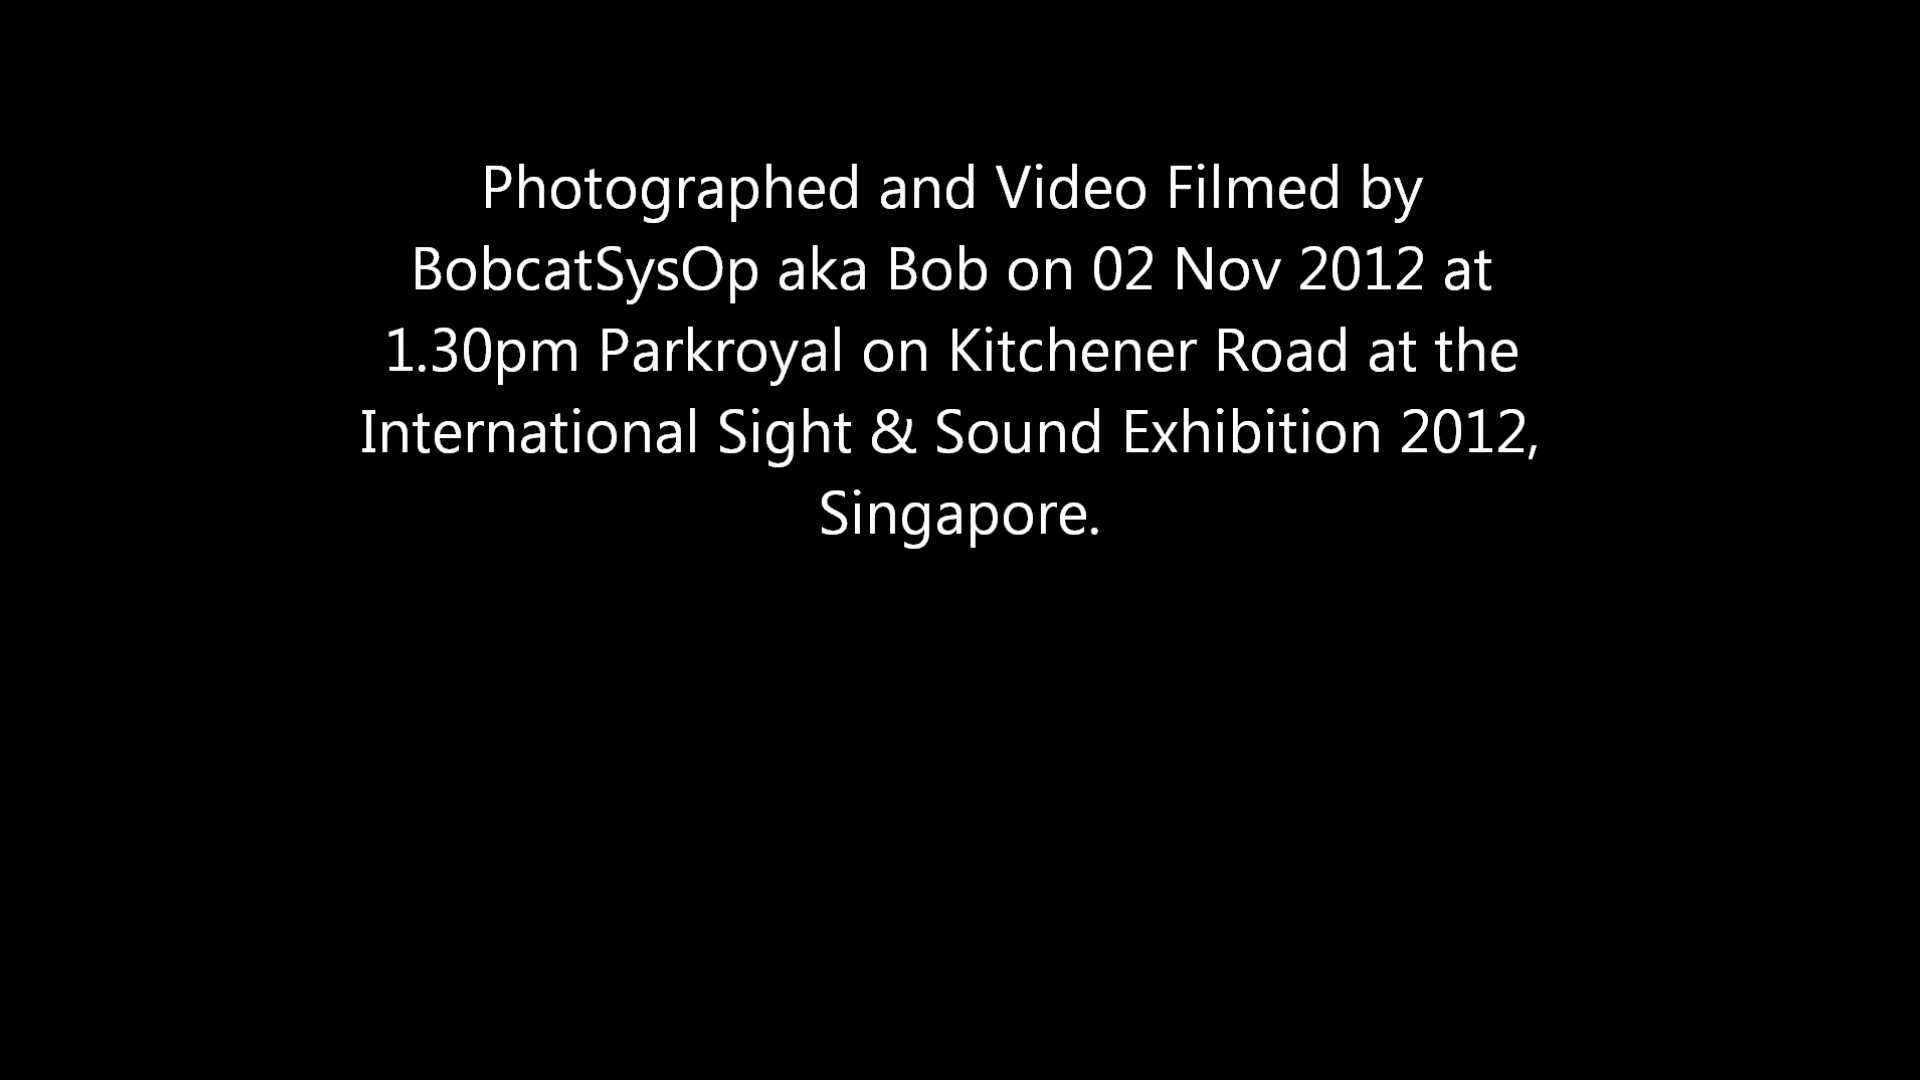 Photographed and Video Filmed by
BobcatSysOp aka Bob on 02 Nov 2012 at
1.30pm Parkroyal on Kitchener Road at the
International Sight & Sound Exhibition 2012,
Singapore.